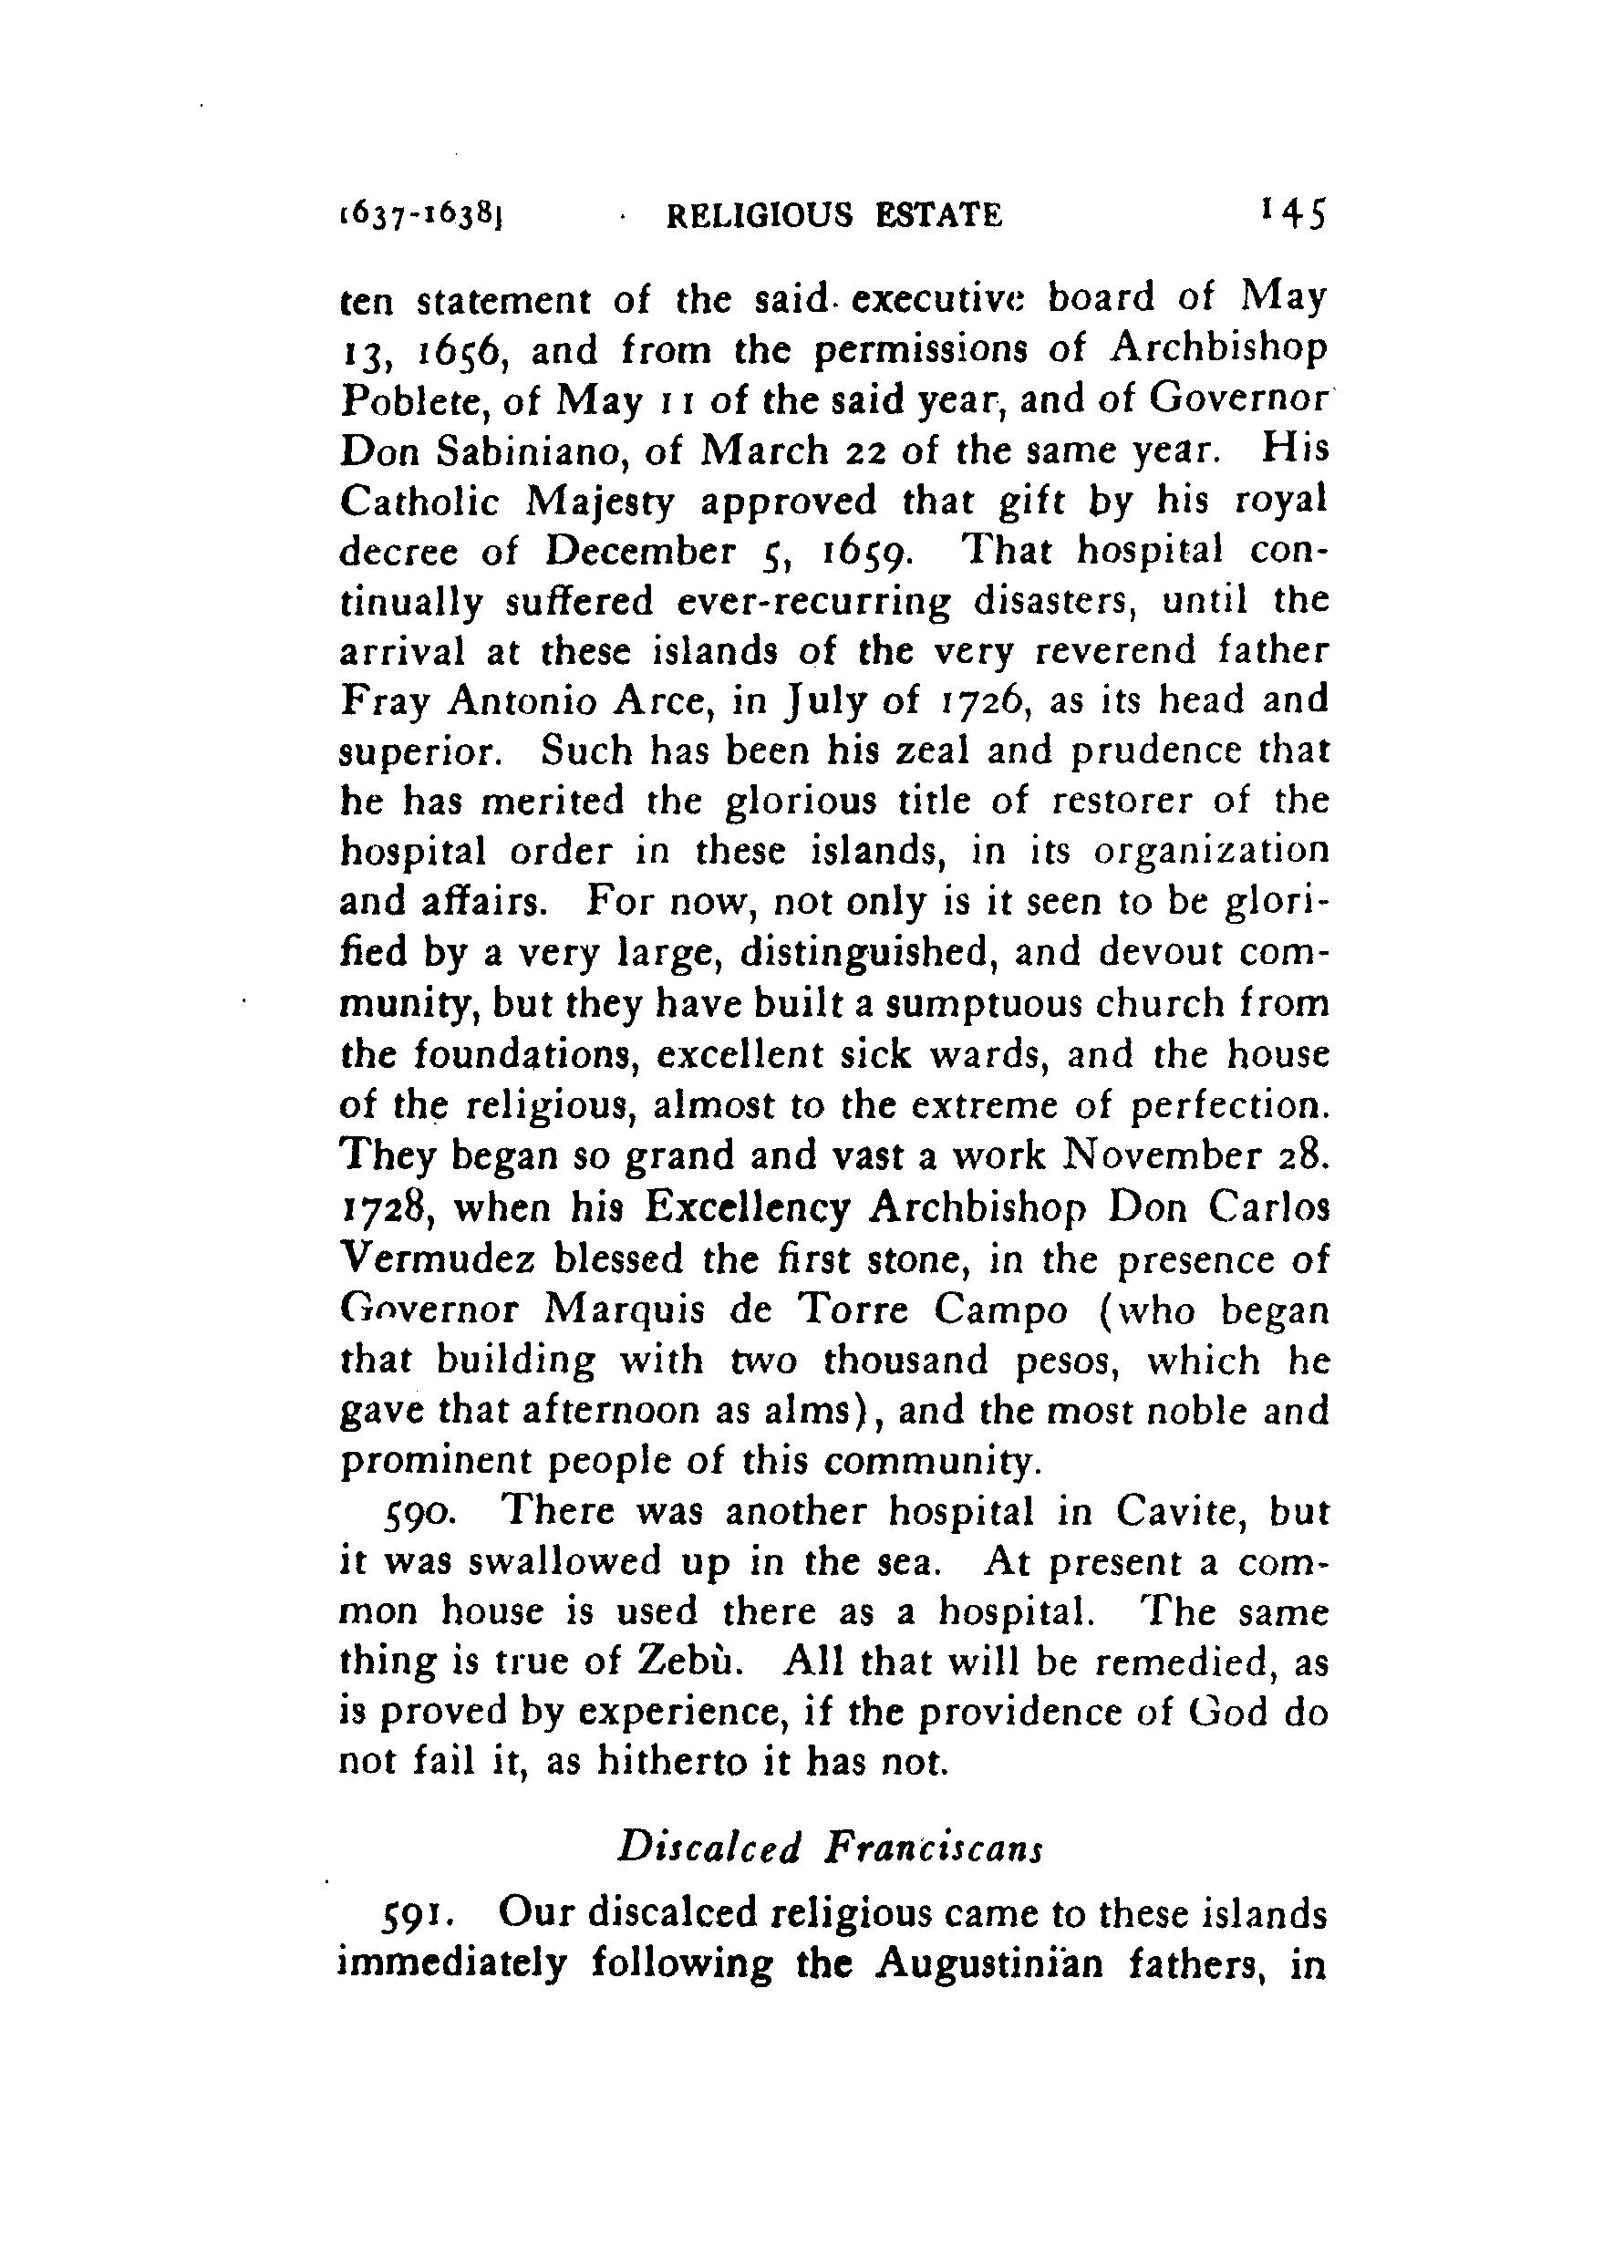 1637-1638] RELIGIOUS ESTATE 145
ten statement of the said executive board of May
13, 1656, and from the permissions of Archbishop
Poblete, of May 11 of the said year, and of Governor
Don Sabiniano, of March 22 of the same year. His
Catholic Majesty approved that gift by his royal
decree of December 5, 1659. That hospital con-
tinually suffered ever-recurring disasters, until the
arrival at these islands of the very reverend father
Fray Antonio Arce, in July of 1726, as its head and
superior. Such has been his zeal and prudence that
he has merited the glorious title of restorer of the
hospital order in these islands, in its organization
and affairs. For now, not only is it seen to be glori-
fied by a very large, distinguished, and devout com-
munity, but they have built a sumptuous church from
the foundations, excellent sick wards, and the house
of the religious, almost to the extreme of perfection.
They began so grand and vast a work November 28.
1728, when his Excellency Archbishop Don Carlos
Vermudez blessed the first stone, in the presence of
Governor Marquis de Torre Campo (who began
that building with two thousand pesos, which he
gave that afternoon as alms), and the most noble and
prominent people of this community.
590. There was another hospital in Cavite, but
it was swallowed up in the sea. At present a com-
mon house is used there as a hospital. The same
thing is true of Zebù. All that will be remedied, as
is proved by experience, if the providence of God do
not fail it, as hitherto it has not.
Discalced Franciscans
591. Our discalced religious came to these islands
immediately following the Augustinian fathers, in